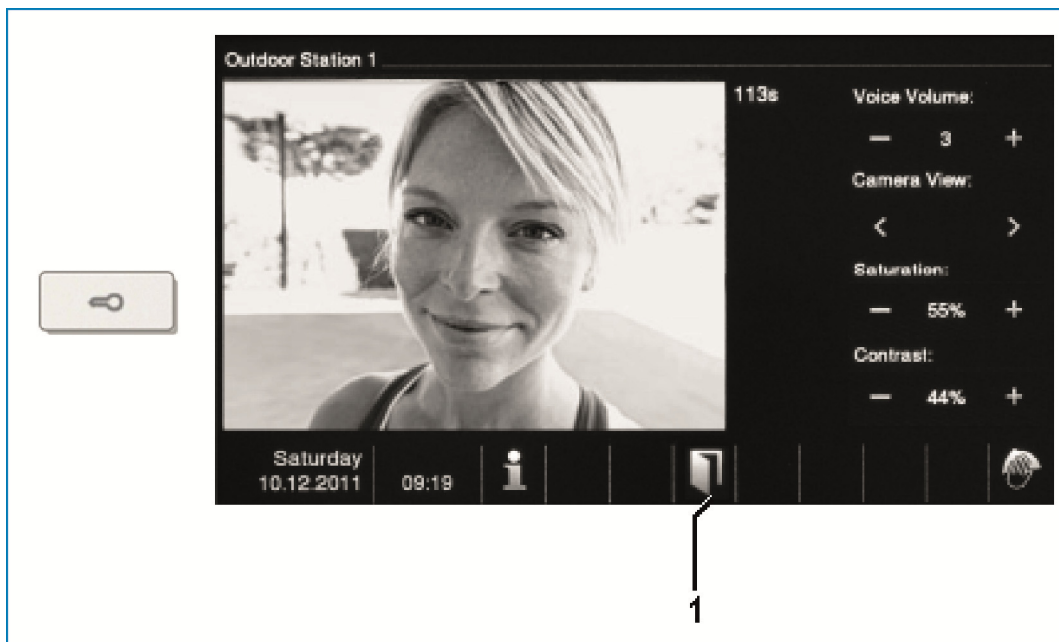 Outdoor Station 1
113s
Voice Volume:
— 3 +
Camera View:
< >
Saturation:
— 55% +
Contrast:
— 44% +
Saturday
10.12.2011
09:19
1